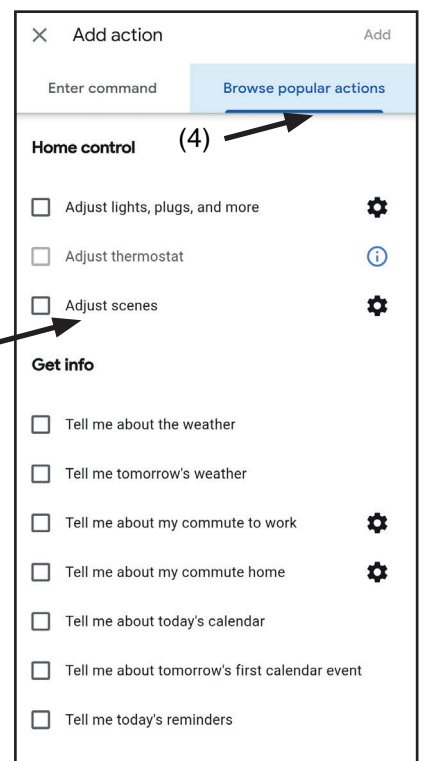 Add action Add
Enter command Browse popular actions
(4)
Home control
Adjust lights, plugs, and more
Adjust thermostat
Adjust scenes
Get info
Tell me about the weather
Tell me tomorrow's weather
Tell me about my commute to work
Tell me about my commute home
Tell me about today's calendar
Tell me about tomorrow's first calendar event
Tell me today's reminders